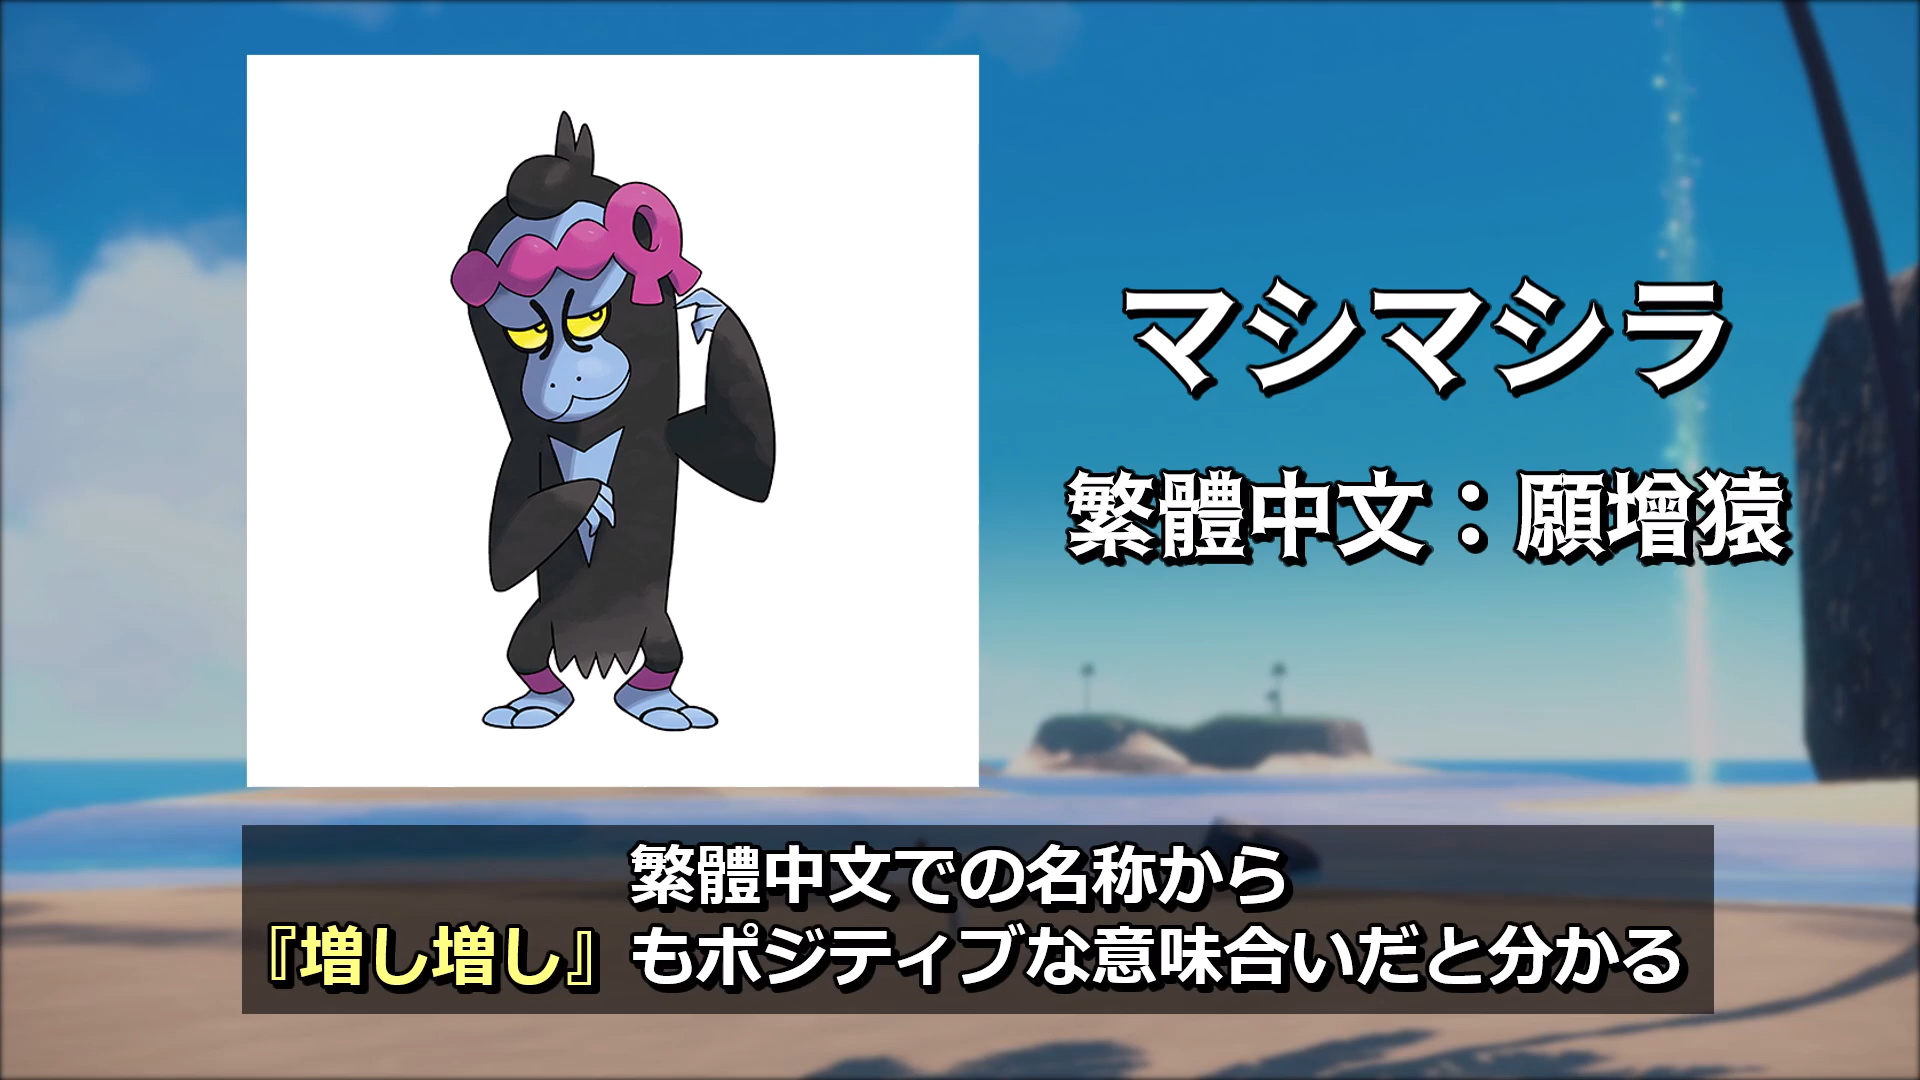 マシマシラ
繁體中文：願增猿
繁體中文での名称から
『増し増し』もポジティブな意味合いだと分かる